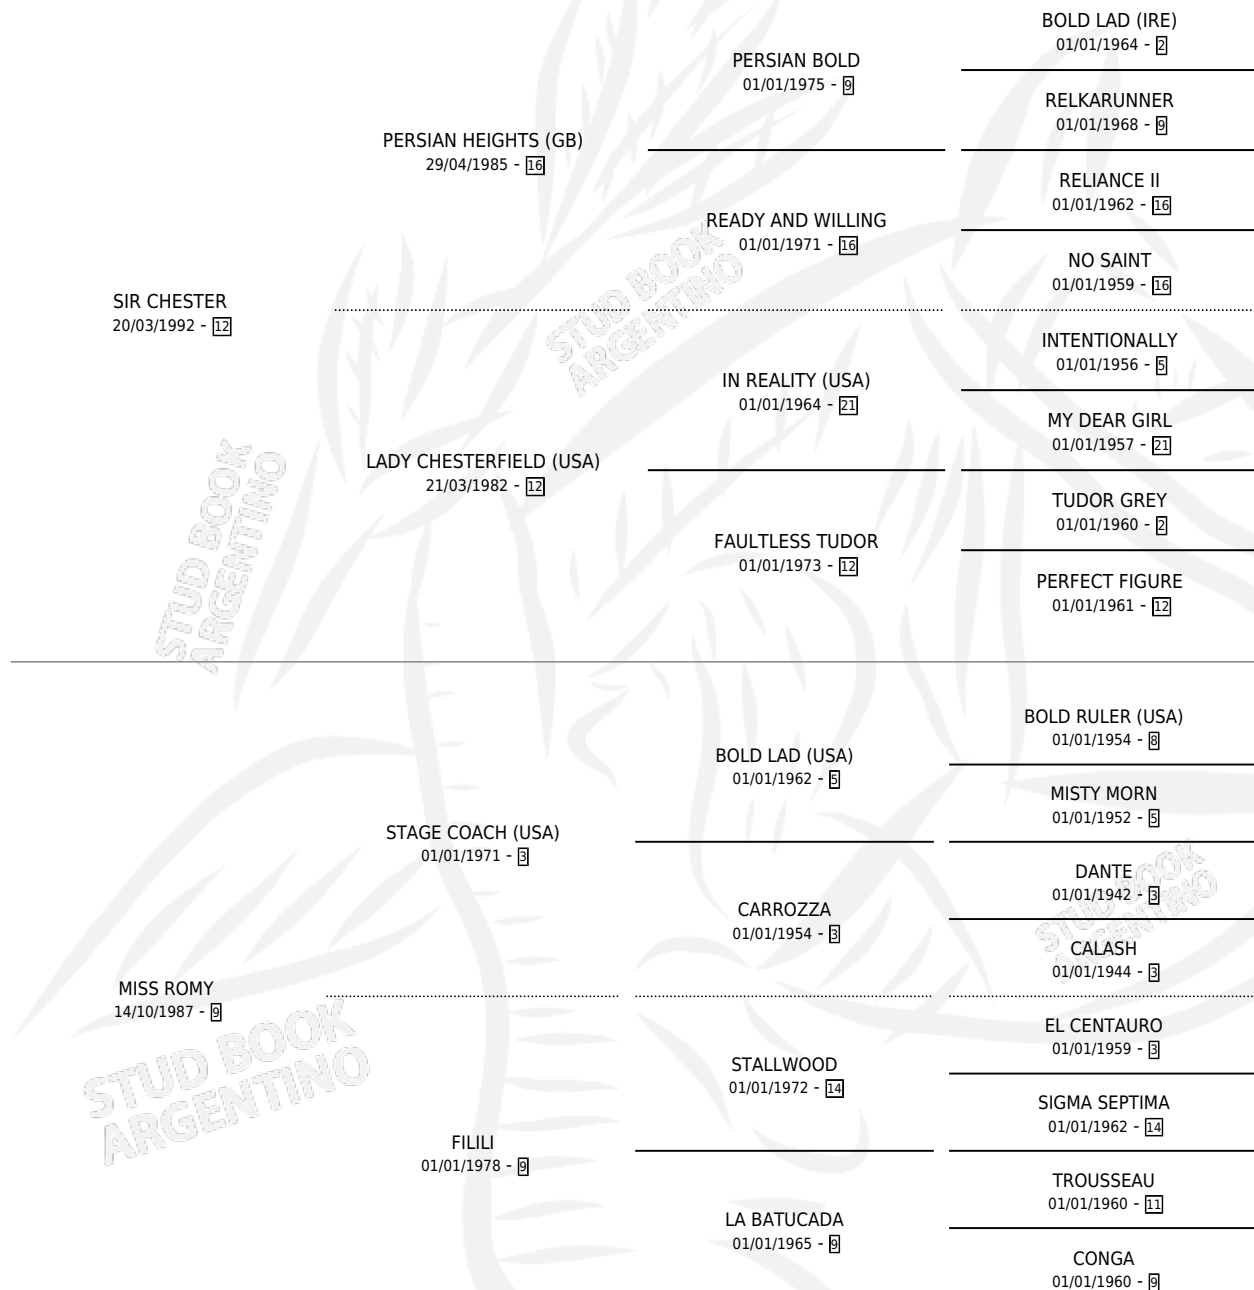 BOLD LAD (IRE)
01/01/1964 - 2
PERSIAN BOLD
01/01/1975 - 9
RELKARUNNER
01/01/1968 - 9
PERSIAN HEIGHTS (GB)
29/04/1985 - 16
RELIANCE II
01/01/1962 - 16
READY AND WILLING
01/01/1971 - 16
NO SAINT
01/01/1959 - 16
SIR CHESTER
20/03/1992 - 12
STUD BOOK
ARGENTINO
INTENTIONALLY
01/01/1956 - 5
IN REALITY (USA)
01/01/1964 - 21
MY DEAR GIRL
01/01/1957 - 21
LADY CHESTERFIELD (USA)
21/03/1982 - 12
TUDOR GREY
01/01/1960 - 2
FAULTLESS TUDOR
01/01/1973 - 12
PERFECT FIGURE
01/01/1961 - 12
STUD BOOK
ARGENTINO
BOLD RULER (USA)
01/01/1954 - 8
BOLD LAD (USA)
01/01/1962 - 5
MISTY MORN
01/01/1952 - 5
STAGE COACH (USA)
01/01/1971 - 3
DANTE
01/01/1942 - 3
CARROZZA
01/01/1954 - 3
CALASH
01/01/1944 - 3
STUD BOOK
ARGENTINO
MISS ROMY
14/10/1987 - 9
EL CENTAURO
01/01/1959 - 3
STALLWOOD
01/01/1972 - 14
SIGMA SEPTIMA
01/01/1962 - 14
STUD BOOK
ARGENTINO
FILILI
01/01/1978 - 9
TROUSSEAU
01/01/1960 - 11
LA BATUCADA
01/01/1965 - 9
CONGA
01/01/1960 - 9